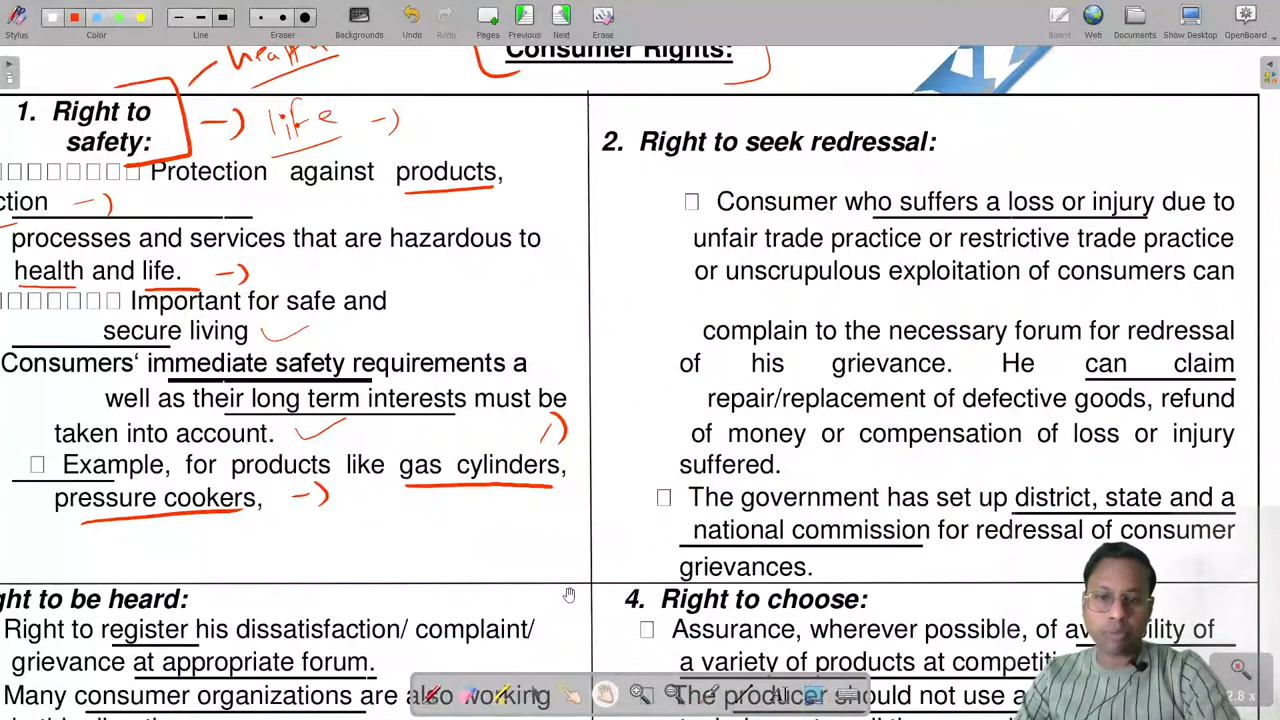 Stylus
Color
Line
Eraser
Backgrounds
Undo
Redo
Pages
Previous
Next
Erase
Board
Web
Documents
Show Desktop
OpenBoard
Consumer Rights:
health
1. Right to
safety:
life
Protection against products,
ction
processes and services that are hazardous to
health and life.
Important for safe and
secure living
Consumers‘ immediate safety requirements a
well as their long term interests must be
taken into account.
Example, for products like gas cylinders,
pressure cookers,
2. Right to seek redressal:
Consumer who suffers a loss or injury due to
unfair trade practice or restrictive trade practice
or unscrupulous exploitation of consumers can
complain to the necessary forum for redressal
of his grievance. He can claim
repair/replacement of defective goods, refund
of money or compensation of loss or injury
suffered.
The government has set up district, state and a
national commission for redressal of consumer
grievances.
ght to be heard:
Right to register his dissatisfaction/ complaint/
grievance at appropriate forum.
Many consumer organizations are also working
4. Right to choose:
Assurance, wherever possible, of availability of
a variety of products at competiti
The producer should not use a
2.8 x